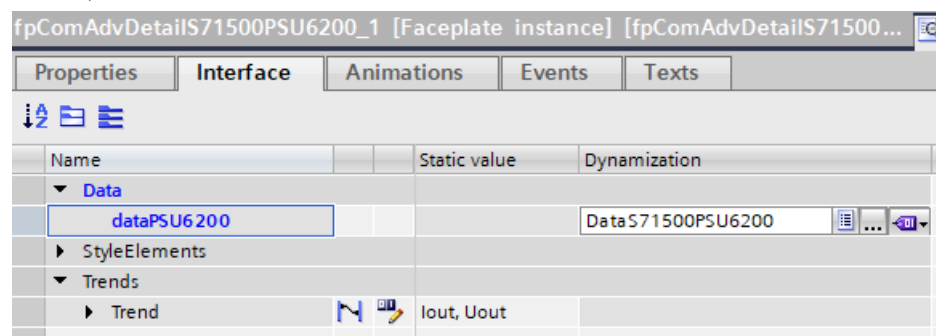 fpComAdvDetailS71500PSU6200_1 [Faceplate instance] [fpComAdvDetailS71500...
Properties Interface Animations Events Texts
Name Static value Dynamization
Data
dataPSU6200 DataS71500PSU6200 ...
StyleElements
Trends
Trend Iout, Uout